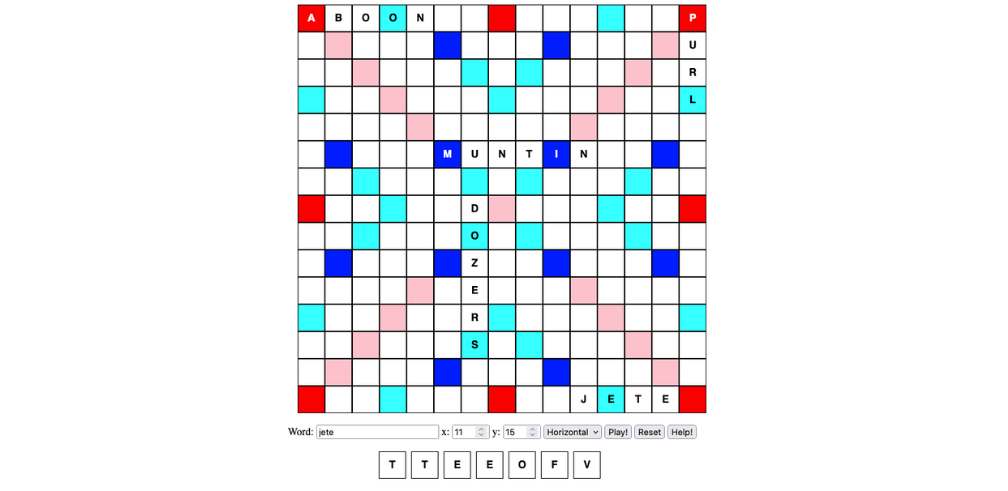 A B O O N P
U
R
L
M U N T I N
D
O
Z
E
R
S
J E T E
Word: jete x: 11 y: 15 Horizontal Play! Reset Help!
T T E E O F V